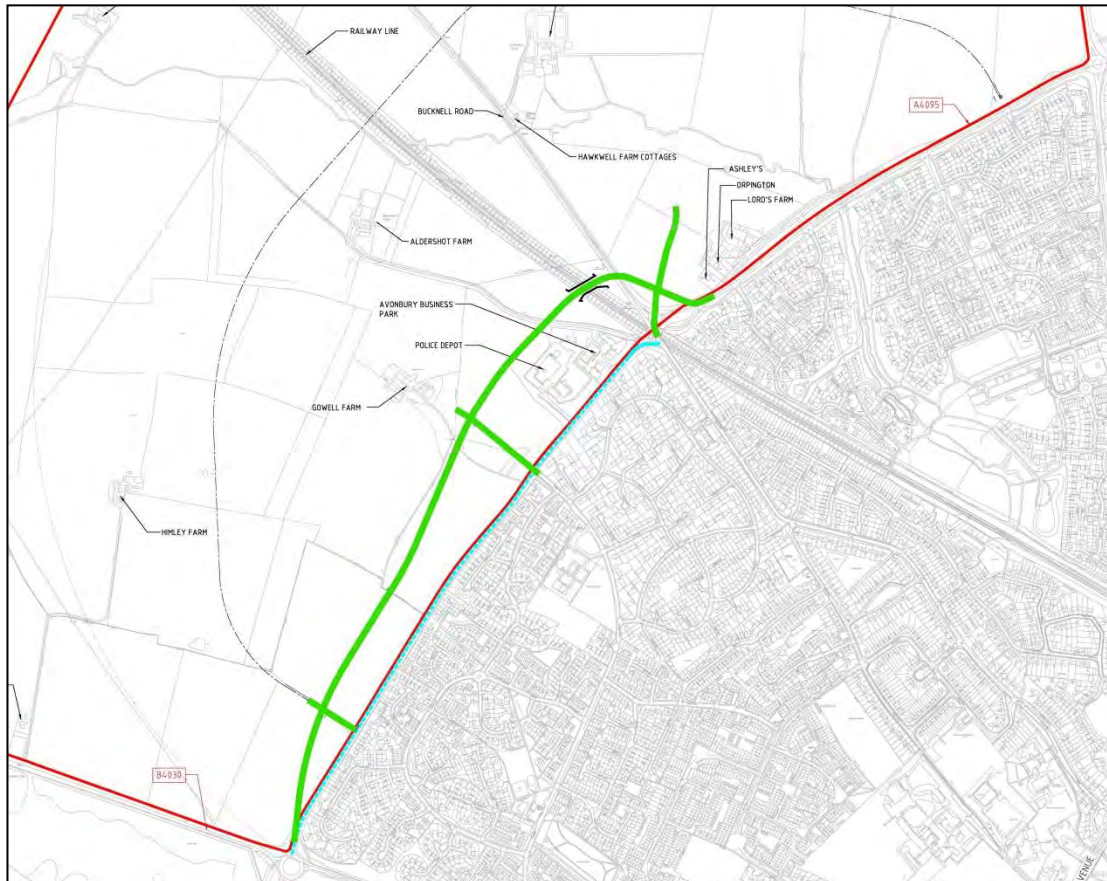 RAILWAY LINE
A4095
BUCKNELL ROAD
HAWKWELL FARM COTTAGES
ASHLEY'S
ORPINGTON
LORD'S FARM
ALDERSHOT FARM
AVONBURY BUSINESS
PARK
POLICE DEPOT
GOWELL FARM
HIMLEY FARM
B4030
VENUE